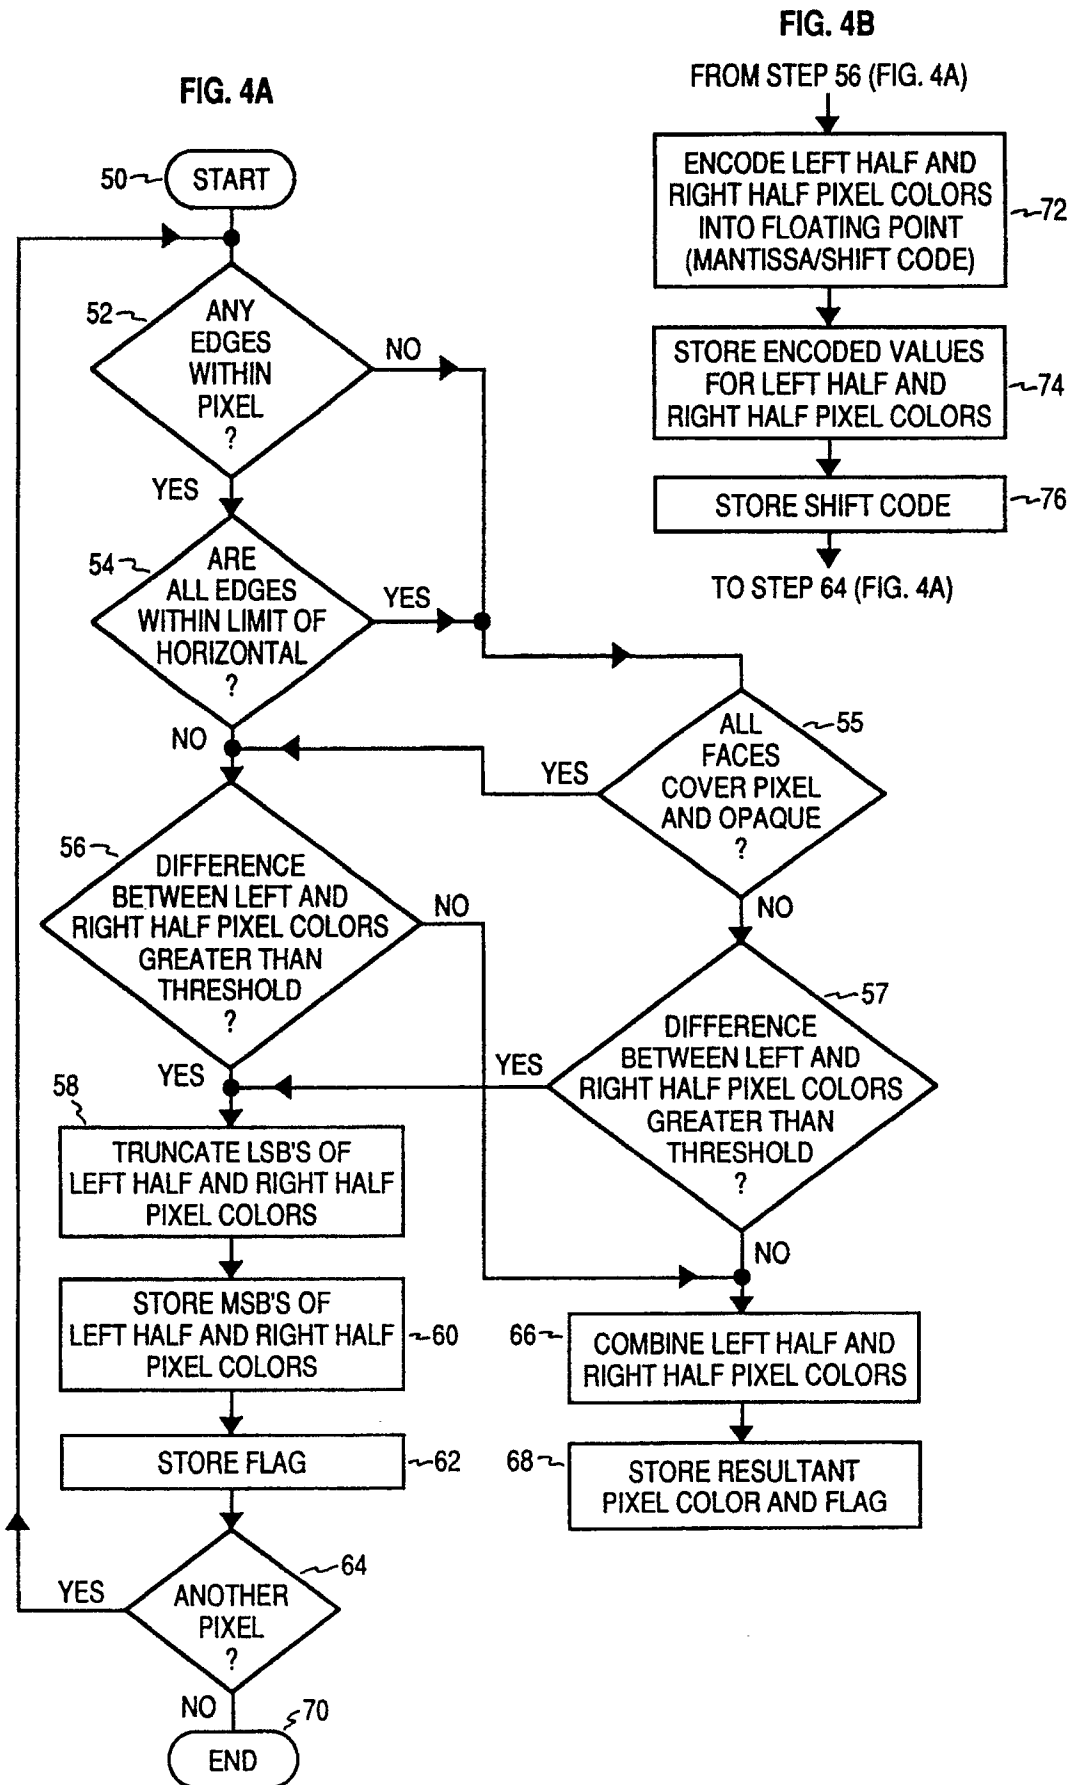 FIG. 4A
50
START
52
ANY
EDGES
WITHIN
PIXEL
?
NO
YES
54
ARE
ALL EDGES
WITHIN LIMIT OF
HORIZONTAL
?
YES
NO
55
ALL
FACES
COVER PIXEL
AND OPAQUE
?
YES
NO
56
DIFFERENCE
BETWEEN LEFT AND
RIGHT HALF PIXEL COLORS
GREATER THAN
THRESHOLD
?
NO
YES
57
DIFFERENCE
BETWEEN LEFT AND
RIGHT HALF PIXEL COLORS
GREATER THAN
THRESHOLD
?
YES
NO
58
TRUNCATE LSB'S OF
LEFT HALF AND RIGHT HALF
PIXEL COLORS
STORE MSB'S OF
LEFT HALF AND RIGHT HALF
PIXEL COLORS
60
STORE FLAG
62
64
ANOTHER
PIXEL
?
YES
NO
70
END
66
COMBINE LEFT HALF AND
RIGHT HALF PIXEL COLORS
68
STORE RESULTANT
PIXEL COLOR AND FLAG
FIG. 4B
FROM STEP 56 (FIG. 4A)
ENCODE LEFT HALF AND
RIGHT HALF PIXEL COLORS
INTO FLOATING POINT
(MANTISSA/SHIFT CODE)
72
STORE ENCODED VALUES
FOR LEFT HALF AND
RIGHT HALF PIXEL COLORS
74
STORE SHIFT CODE
76
TO STEP 64 (FIG. 4A)